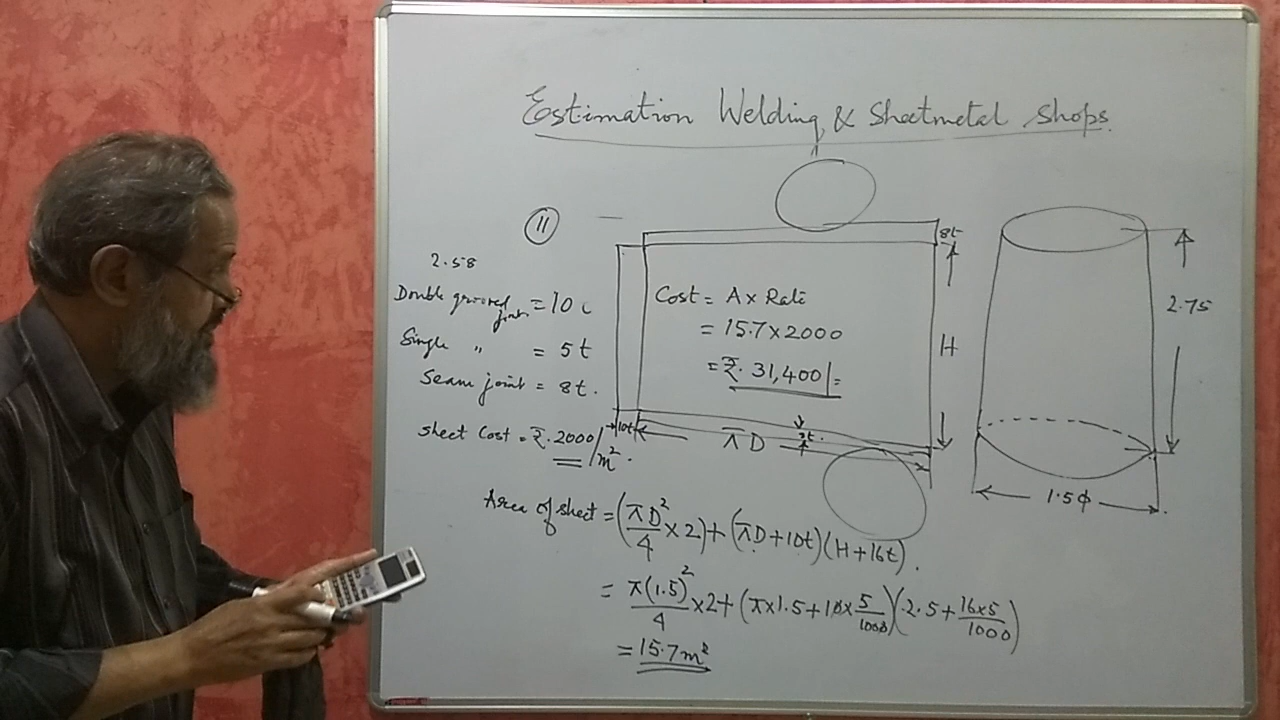 Estimation Welding & Sheetmetal Shops.
11
2.58
Double grooved joint = 10t
Single " = 5t
Seam joint = 8t.
Sheet Cost = ₹.2000/m².
Cost = A x Rate
= 15.7 x 2000
= ₹. 31,400/=
8t
H
10t
πD
8t.
2.75
1.5φ
Area of sheet = (πD²/4 x 2) + (πD + 10t)(H + 16t).
= π(1.5)²/4 x 2 + (π x 1.5 + 10 x 5/1000)(2.5 + 16x5/1000)
= 15.7 m²